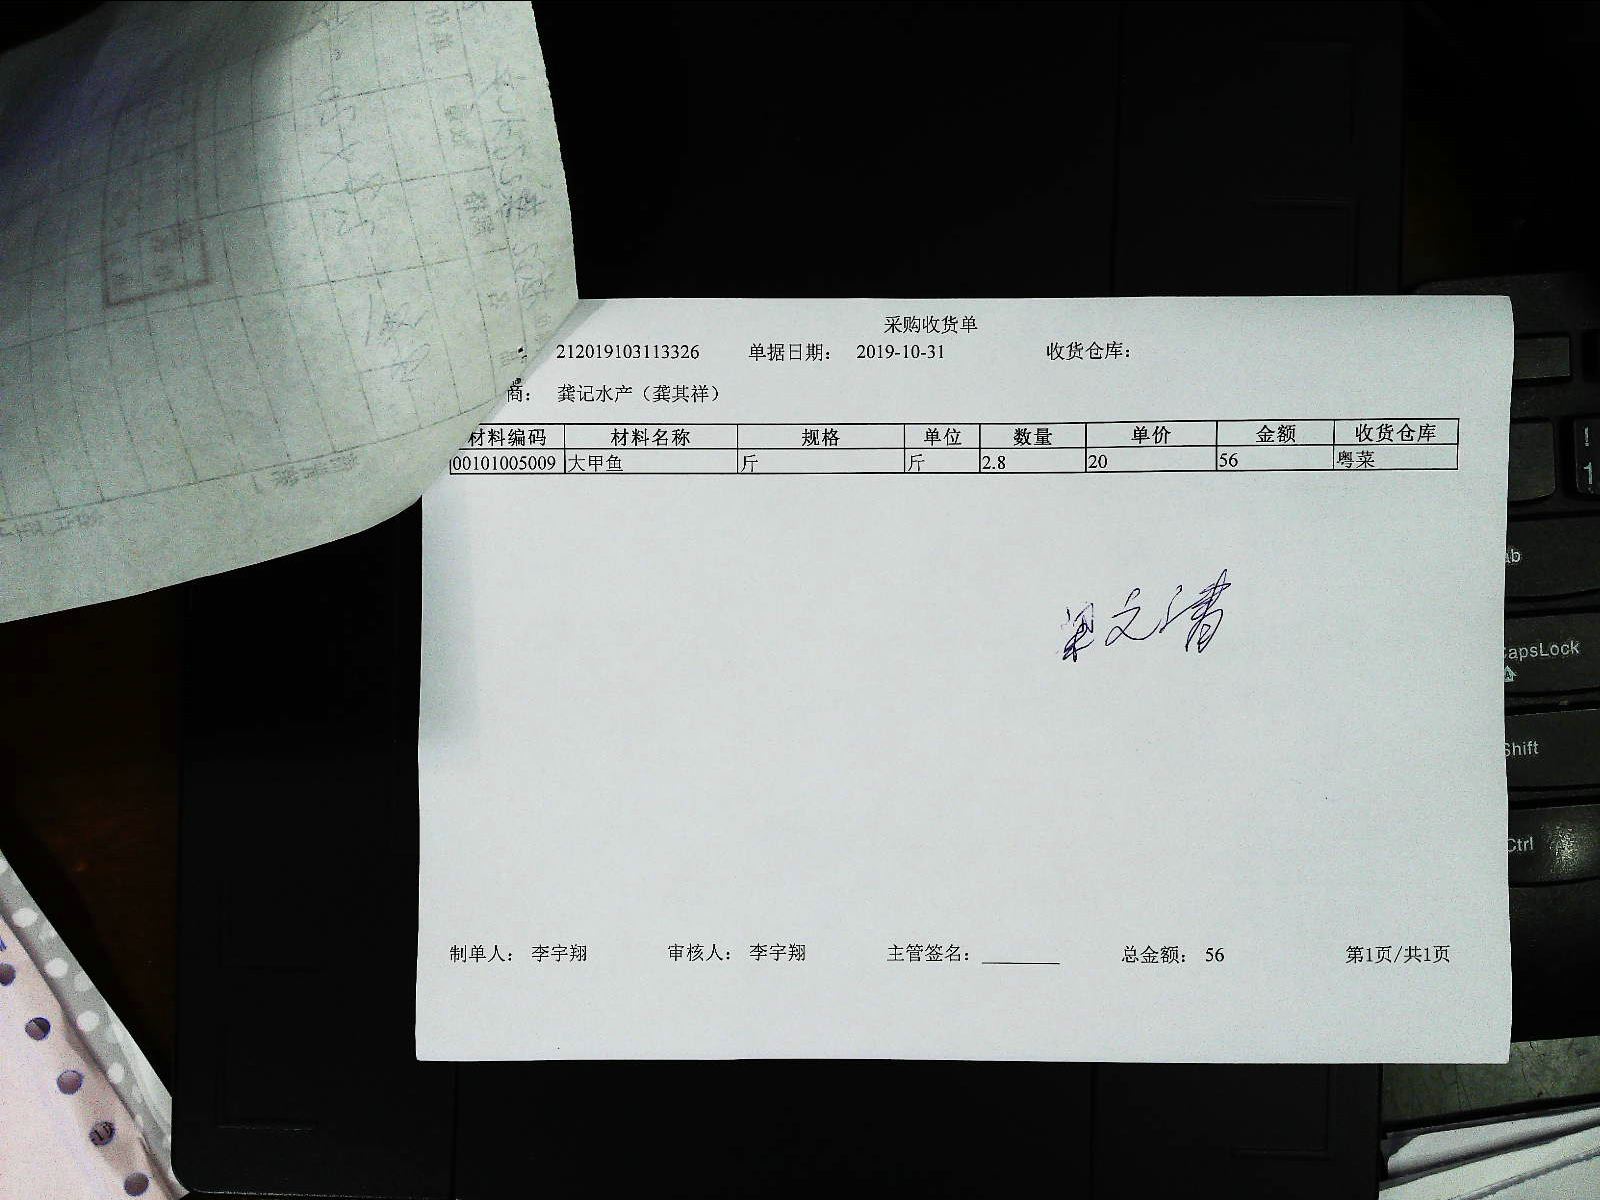 采购收货单
212019103113326 单据日期： 2019-10-31 收货仓库：
商： 龚记水产（龚其祥）
材料编码 材料名称 规格 单位 数量 单价 金额 收货仓库
00101005009 大甲鱼 斤 斤 2.8 20 56 粤菜
梁文清
制单人： 李宇翔 审核人： 李宇翔 主管签名： 总金额： 56 第1页/共1页
CapsLock
Shift
Ctrl